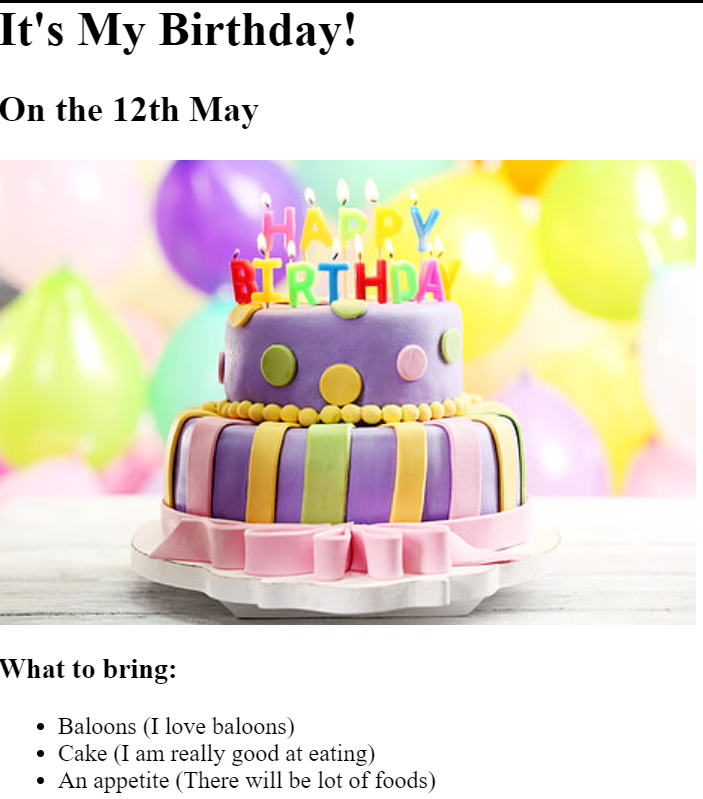 It's My Birthday!
On the 12th May
HAPPY
BIRTHDAY
What to bring:
Baloons (I love baloons)
Cake (I am really good at eating)
An appetite (There will be lot of foods)